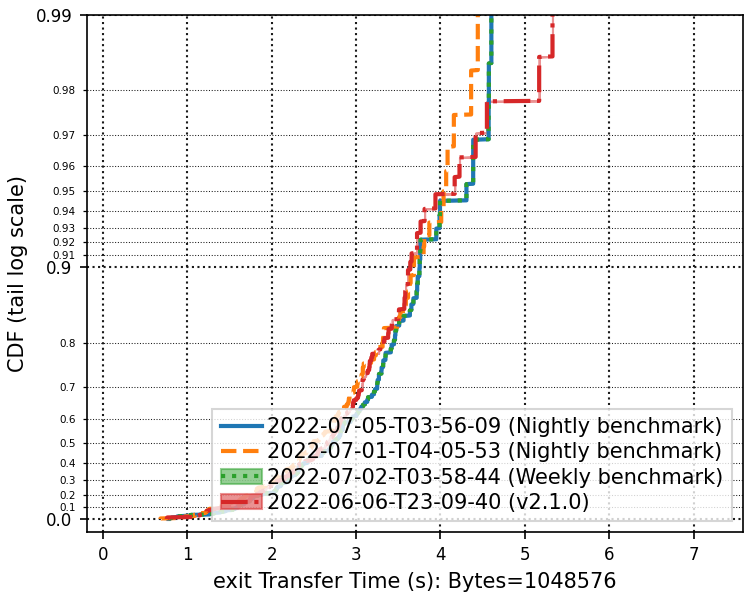 CDF (tail log scale)
0.99
0.98
0.97
0.96
0.95
0.94
0.93
0.92
0.91
0.9
0.8
0.7
0.6
0.5
0.4
0.3
0.2
0.1
0.0
2022-07-05-T03-56-09 (Nightly benchmark)
2022-07-01-T04-05-53 (Nightly benchmark)
2022-07-02-T03-58-44 (Weekly benchmark)
2022-06-06-T23-09-40 (v2.1.0)
0 1 2 3 4 5 6 7
exit Transfer Time (s): Bytes=1048576